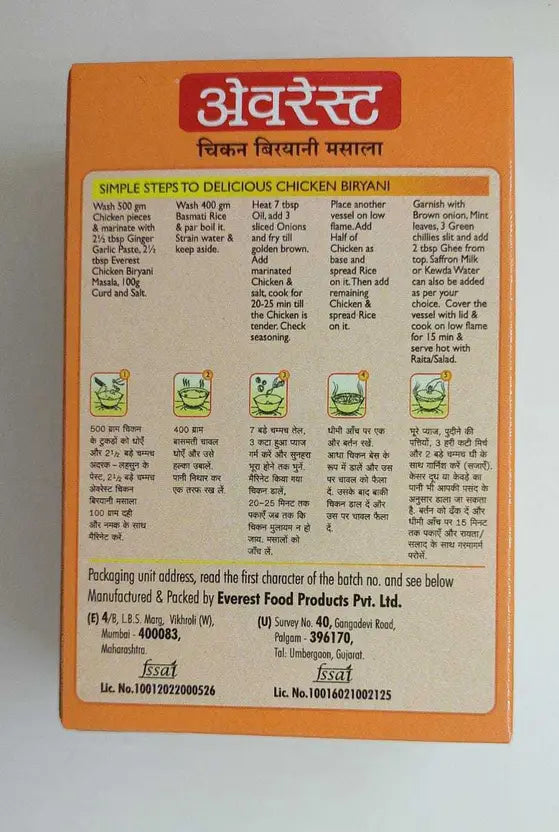 अेवरेस्ट
चिकन बिरयानी मसाला
SIMPLE STEPS TO DELICIOUS CHICKEN BIRYANI
Wash 500 gm
Chicken pieces
& marinate with
2½ tbsp Ginger
Garlic Paste, 2½
tbsp Everest
Chicken Biryani
Masala, 100g
Curd and Salt.
Wash 400 gm
Basmati Rice
& par boil it.
Strain water &
keep aside.
Heat 7 tbsp
Oil, add 3
sliced Onions
and fry till
golden brown.
Add
marinated
Chicken &
salt, cook for
20-25 min till
the Chicken is
tender. Check
seasoning.
Place another
vessel on low
flame.Add
Half of
Chicken as
base and
spread Rice
on it.Then add
remaining
Chicken &
spread Rice
on it.
Garnish with
Brown onion, Mint
leaves, 3 Green
chillies slit and add
2 tbsp Ghee from
top. Saffron Milk
or Kewda Water
can also be added
as per your
choice. Cover the
vessel with lid &
cook on low flame
for 15 min &
serve hot with
Raita/Salad.
1
2
3
4
5
500 ग्राम चिकन
के टुकड़ों को धोएँ
और 2½ बड़े चम्मच
अदरक – लहसुन के
पेस्ट, 2½ बड़े चम्मच
अेवरेस्ट चिकन
बिरयानी मसाला
100 ग्राम दही
और नमक के साथ
मैरिनेट करें.
400 ग्राम
बासमती चावल
धोएँ और उसे
हल्का उबालें.
पानी निथार कर
एक तरफ रख लें.
7 बड़े चम्मच तेल,
3 कटा हुआ प्याज
गर्म करें और सुनहरा
भूरा होने तक भुनें.
मैरिनेट किया गया
चिकन डालें,
20-25 मिनट तक
पकाएँ जब तक कि
चिकन मुलायम न हो
जाय. मसालों को
जाँच लें.
धीमी आँच पर एक
और बर्तन रखें.
आधा चिकन बेस के
रूप में डालें और उस
पर चावल को फैला
दें. उसके बाद बाकी
चिकन डाल दें और
उस पर चावल फैला
दें.
भूरे प्याज, पुदीने की
पत्तियों, 3 हरी कटी मिर्च
और 2 बड़े चम्मच घी के
साथ गार्निश करें (सजाएँ).
केसर दूध या केवड़े का
पानी भी आपकी पसंद के
अनुसार डाला जा सकता
है. बर्तन को ढँक दें और
धीमी आँच पर 15 मिनट
तक पकाएँ और रायता/
सलाद के साथ गरमागर्म
परोसें.
Packaging unit address, read the first character of the batch no. and see below
Manufactured & Packed by Everest Food Products Pvt. Ltd.
(E) 4/B, L.B.S. Marg, Vikhroli (W),
Mumbai - 400083,
Maharashtra.
fssai
Lic. No.10012022000526
(U) Survey No. 40, Gangadevi Road,
Palgam - 396170,
Tal: Umbergaon, Gujarat.
fssai
Lic. No.10016021002125